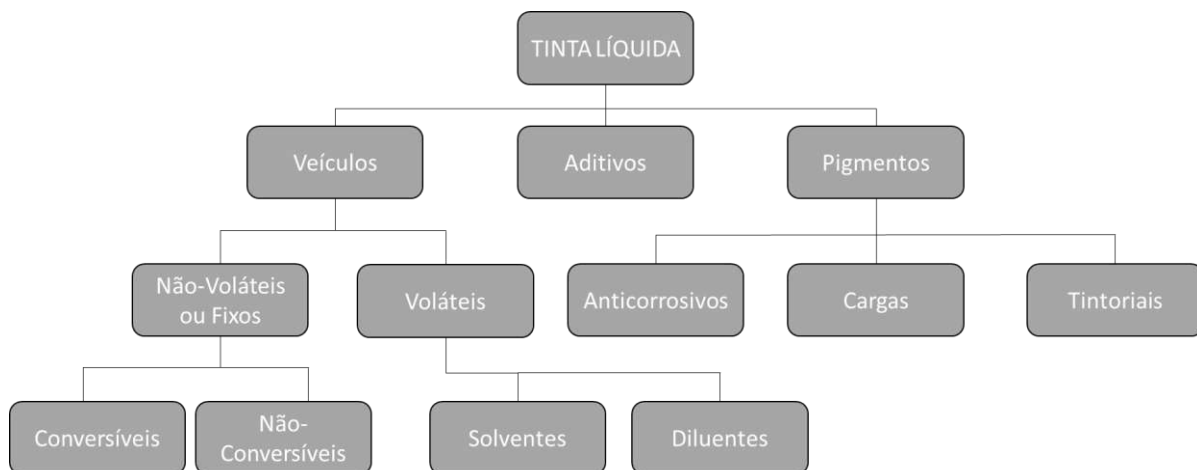 TINTA LÍQUIDA
Veículos
Aditivos
Pigmentos
Não-Voláteis
ou Fixos
Voláteis
Anticorrosivos
Cargas
Tintoriais
Conversíveis
Não-
Conversíveis
Solventes
Diluentes